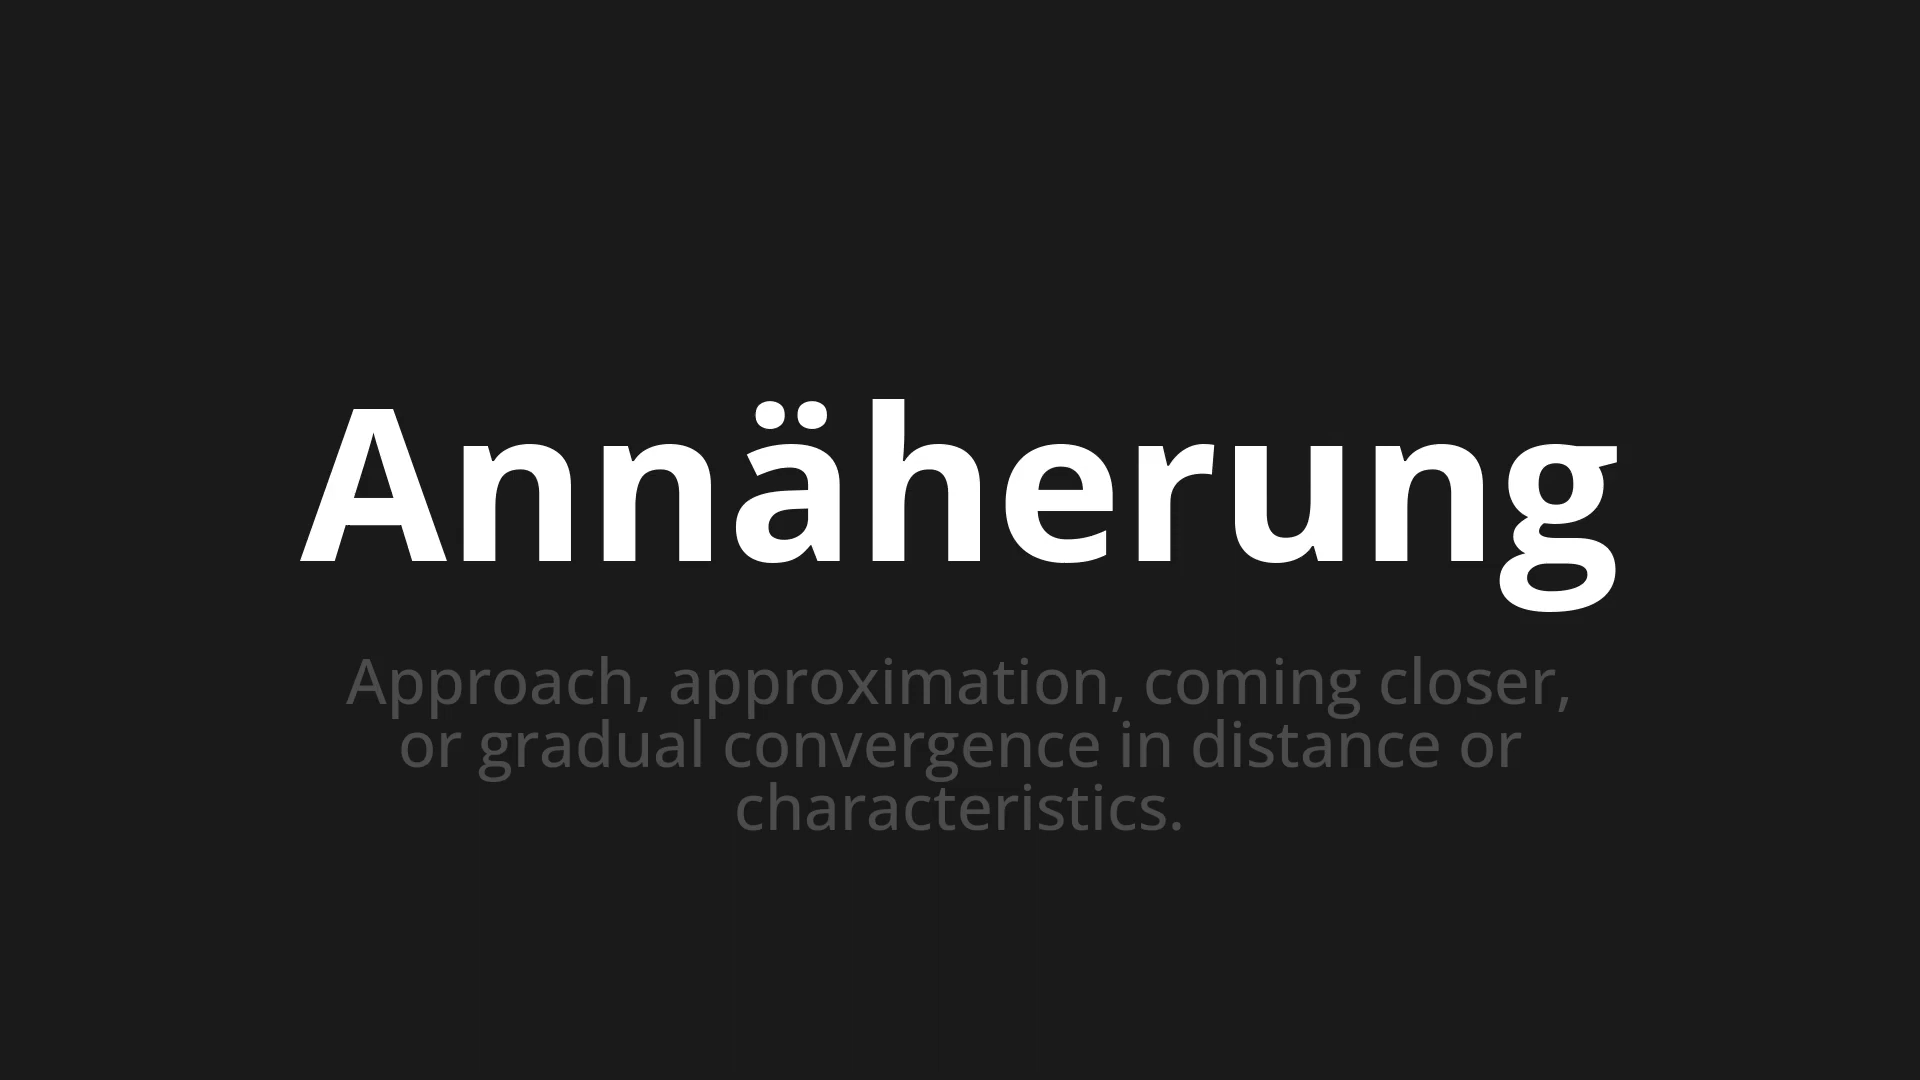 Annäherung
Approach, approximation, coming closer,
or gradual convergence in distance or
characteristics.